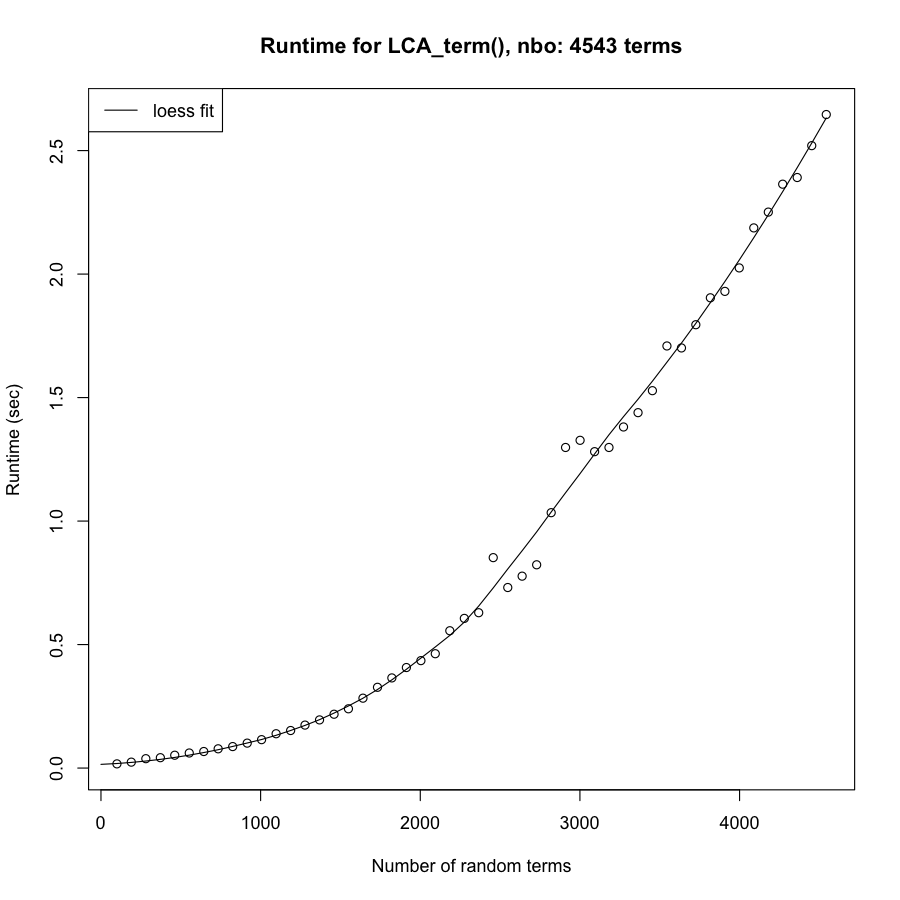 Runtime for LCA_term(), nbo: 4543 terms
loess fit
Runtime (sec)
2.5
2.0
1.5
1.0
0.5
0.0
0 1000 2000 3000 4000
Number of random terms